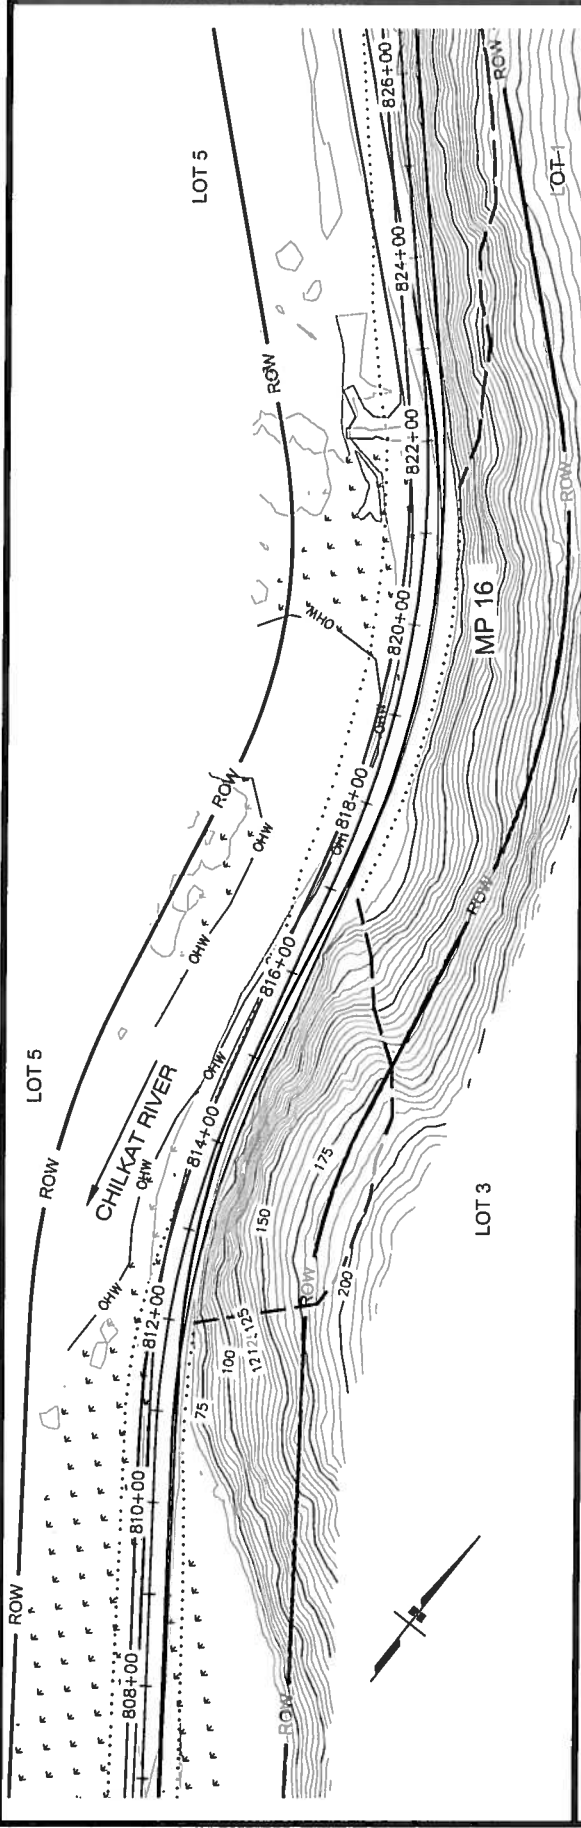 LOT 5
ROW
826+00
LOT 1
824+00
ROW
822+00
ROW
820+00
OHW
MP 16
OHW
818+00
ROW
OHW
ROW
OHW
816+00
LOT 5
OHW
814+00
CHILKAT RIVER
ROW
OHW
175
LOT 3
150
OHW
812+00
ROW
200
125
100
75
810+00
ROW
808+00
ROW